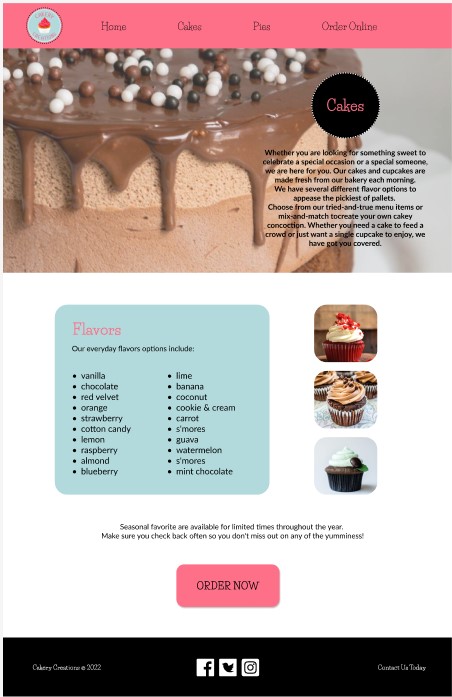 CAKERY
CREATIONS
Home
Cakes
Pies
Order Online
Cakes
Whether you are looking for something sweet to
celebrate a special occasion or a special someone,
we are here for you. Our cakes and cupcakes are
made fresh from our bakery each morning.
We have several different flavor options to
appease the pickiest of pallets.
Choose from our tried-and-true menu items or
mix-and-match tocreate your own cakey
concoction. Whether you need a cake to feed a
crowd or just want a single cupcake to enjoy, we
have got you covered.
Flavors
Our everyday flavors options include:
• vanilla
• chocolate
• red velvet
• orange
• strawberry
• cotton candy
• lemon
• raspberry
• almond
• blueberry
• lime
• banana
• coconut
• cookie & cream
• carrot
• s'mores
• guava
• watermelon
• s'mores
• mint chocolate
Seasonal favorite are available for limited times throughout the year.
Make sure you check back often so you don't miss out on any of the yumminess!
ORDER NOW
Cakery Creations © 2022
Contact Us Today